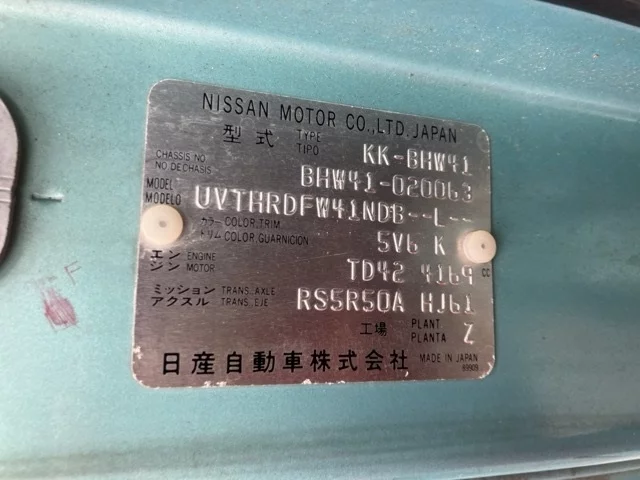 NISSAN MOTOR CO.,LTD.JAPAN
型式 TYPE TIPO KK-BHW41
CHASSIS NO NO DECHASIS BHW41-020063
MODEL MODELO UVTHRDFW41NDB--L--
カラー COLOR,TRIM トリム COLOR,GUARNICION 5V6 K
エンジン ENGINE MOTOR TD42 4169 CC
ミッション TRANS. AXLE アクスル TRANS. EJE RS5R50A HJ61
工場 PLANT PLANTA Z
日産自動車株式会社 MADE IN JAPAN